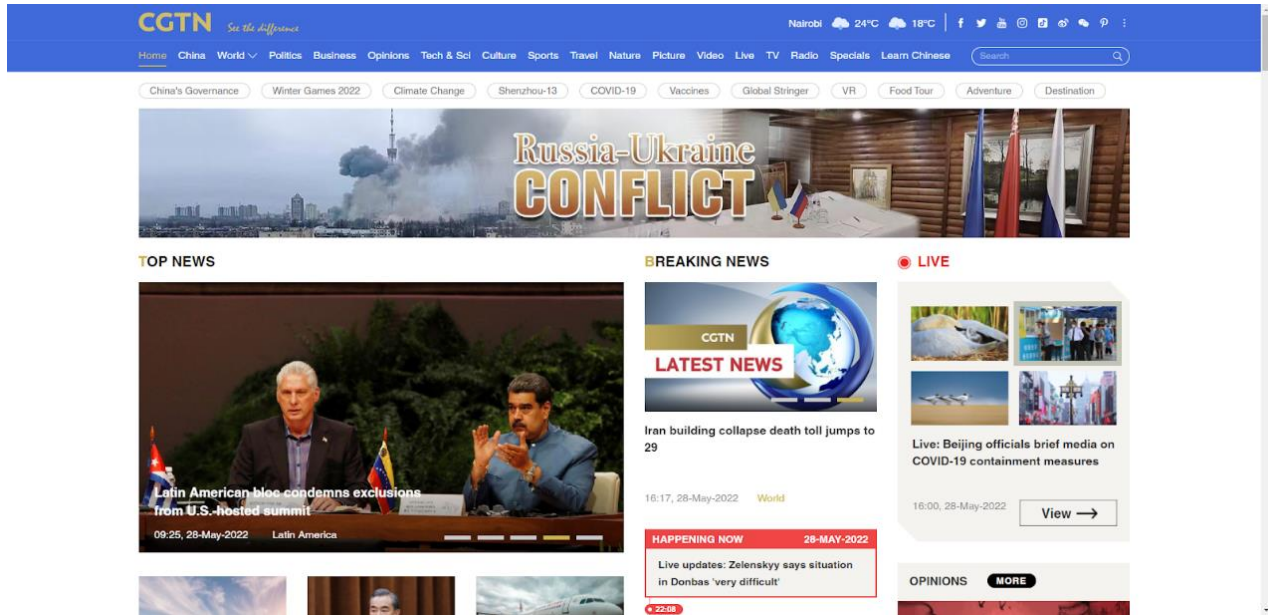 CGTN See the difference
Nairobi 24°C 18°C
Home China World Politics Business Opinions Tech & Sci Culture Sports Travel Nature Picture Video Live TV Radio Specials Learn Chinese Search
China's Governance Winter Games 2022 Climate Change Shenzhou-13 COVID-19 Vaccines Global Stringer VR Food Tour Adventure Destination
Russia-Ukraine
CONFLICT
TOP NEWS
Latin American bloc condemns exclusions
from U.S.-hosted summit
09:25, 28-May-2022 Latin America
BREAKING NEWS
CGTN
LATEST NEWS
Iran building collapse death toll jumps to
29
16:17, 28-May-2022 World
HAPPENING NOW 28-MAY-2022
Live updates: Zelenskyy says situation
in Donbas 'very difficult'
22:08
LIVE
Live: Beijing officials brief media on
COVID-19 containment measures
16:00, 28-May-2022 View
OPINIONS MORE